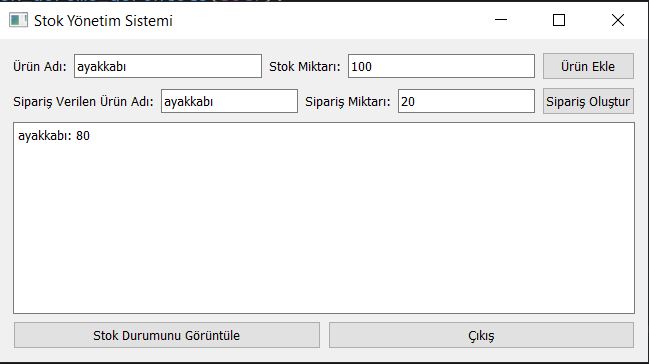 Stok Yönetim Sistemi
Ürün Adı: ayakkabı Stok Miktarı: 100 Ürün Ekle
Sipariş Verilen Ürün Adı: ayakkabı Sipariş Miktarı: 20 Sipariş Oluştur
ayakkabı: 80
Stok Durumunu Görüntüle Çıkış